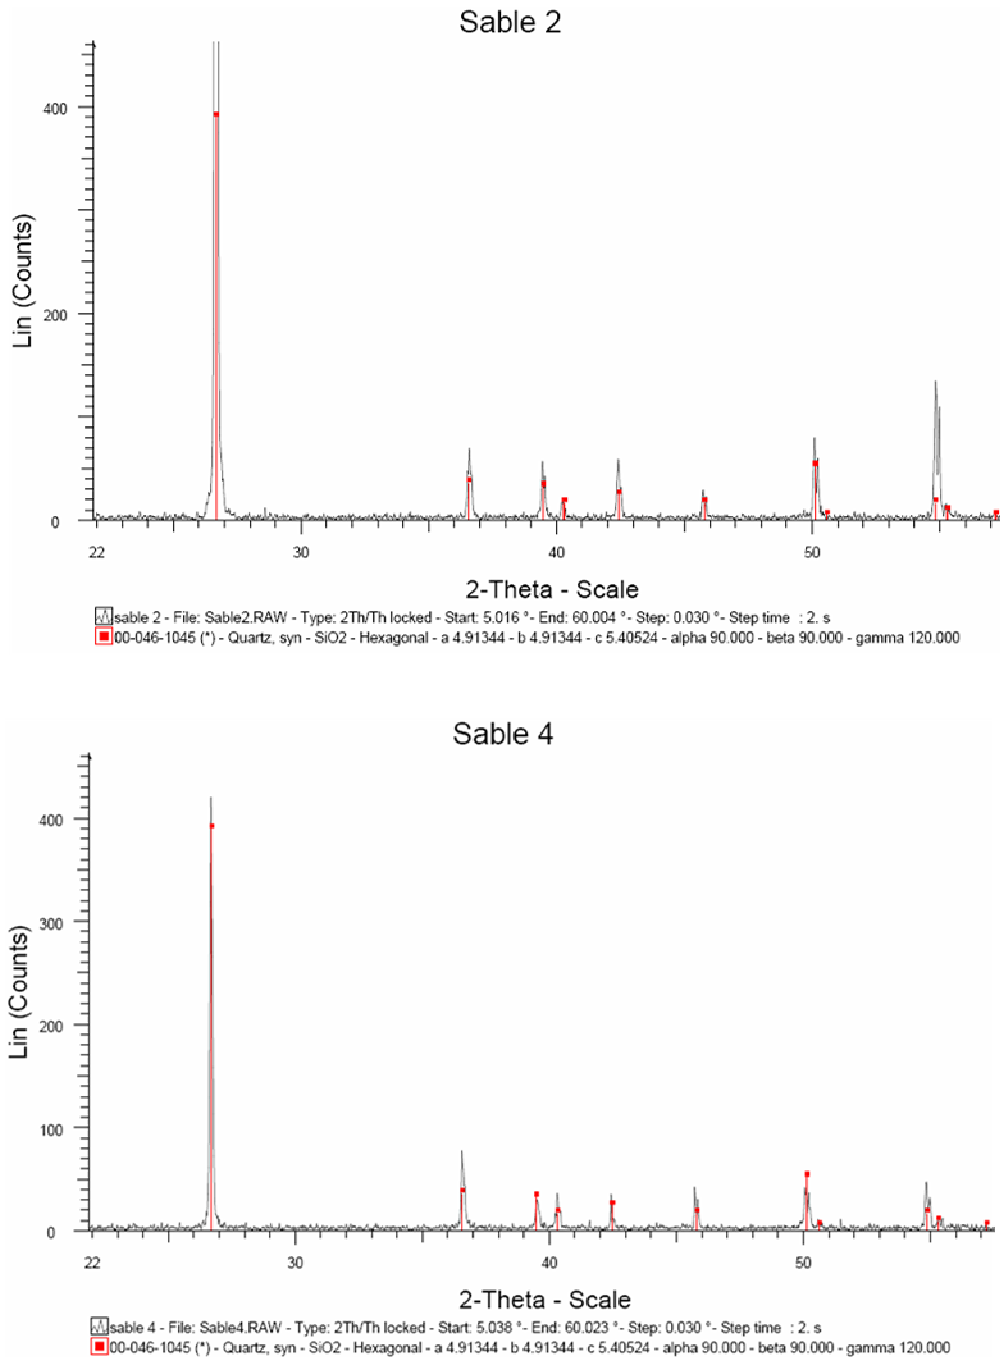 Sable 2
400
200
0
Lin (Counts)
22 30 40 50
2-Theta - Scale
sable 2 - File: Sable2.RAW - Type: 2Th/Th locked - Start: 5.016 ° - End: 60.004 ° - Step: 0.030 ° - Step time : 2. s
00-046-1045 (*) - Quartz, syn - SiO2 - Hexagonal - a 4.91344 - b 4.91344 - c 5.40524 - alpha 90.000 - beta 90.000 - gamma 120.000
Sable 4
400
300
200
100
0
Lin (Counts)
22 30 40 50
2-Theta - Scale
sable 4 - File: Sable4.RAW - Type: 2Th/Th locked - Start: 5.038 ° - End: 60.023 ° - Step: 0.030 ° - Step time : 2. s
00-046-1045 (*) - Quartz, syn - SiO2 - Hexagonal - a 4.91344 - b 4.91344 - c 5.40524 - alpha 90.000 - beta 90.000 - gamma 120.000